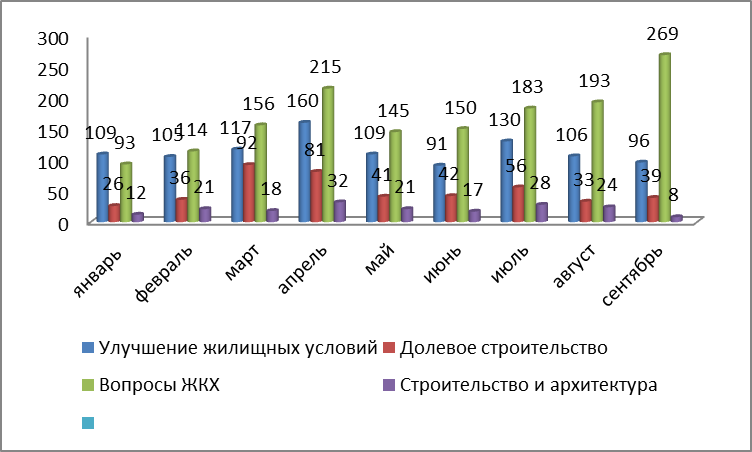 300
250
200
150
100
50
0
109 26 93 12
105 36 114 21
117 92 156 18
160 81 215 32
109 41 145 21
91 42 150 17
130 56 183 28
106 33 193 24
96 39 269 8
январь
февраль
март
апрель
май
июнь
июль
август
сентябрь
Улучшение жилищных условий Долевое строительство
Вопросы ЖКХ Строительство и архитектура